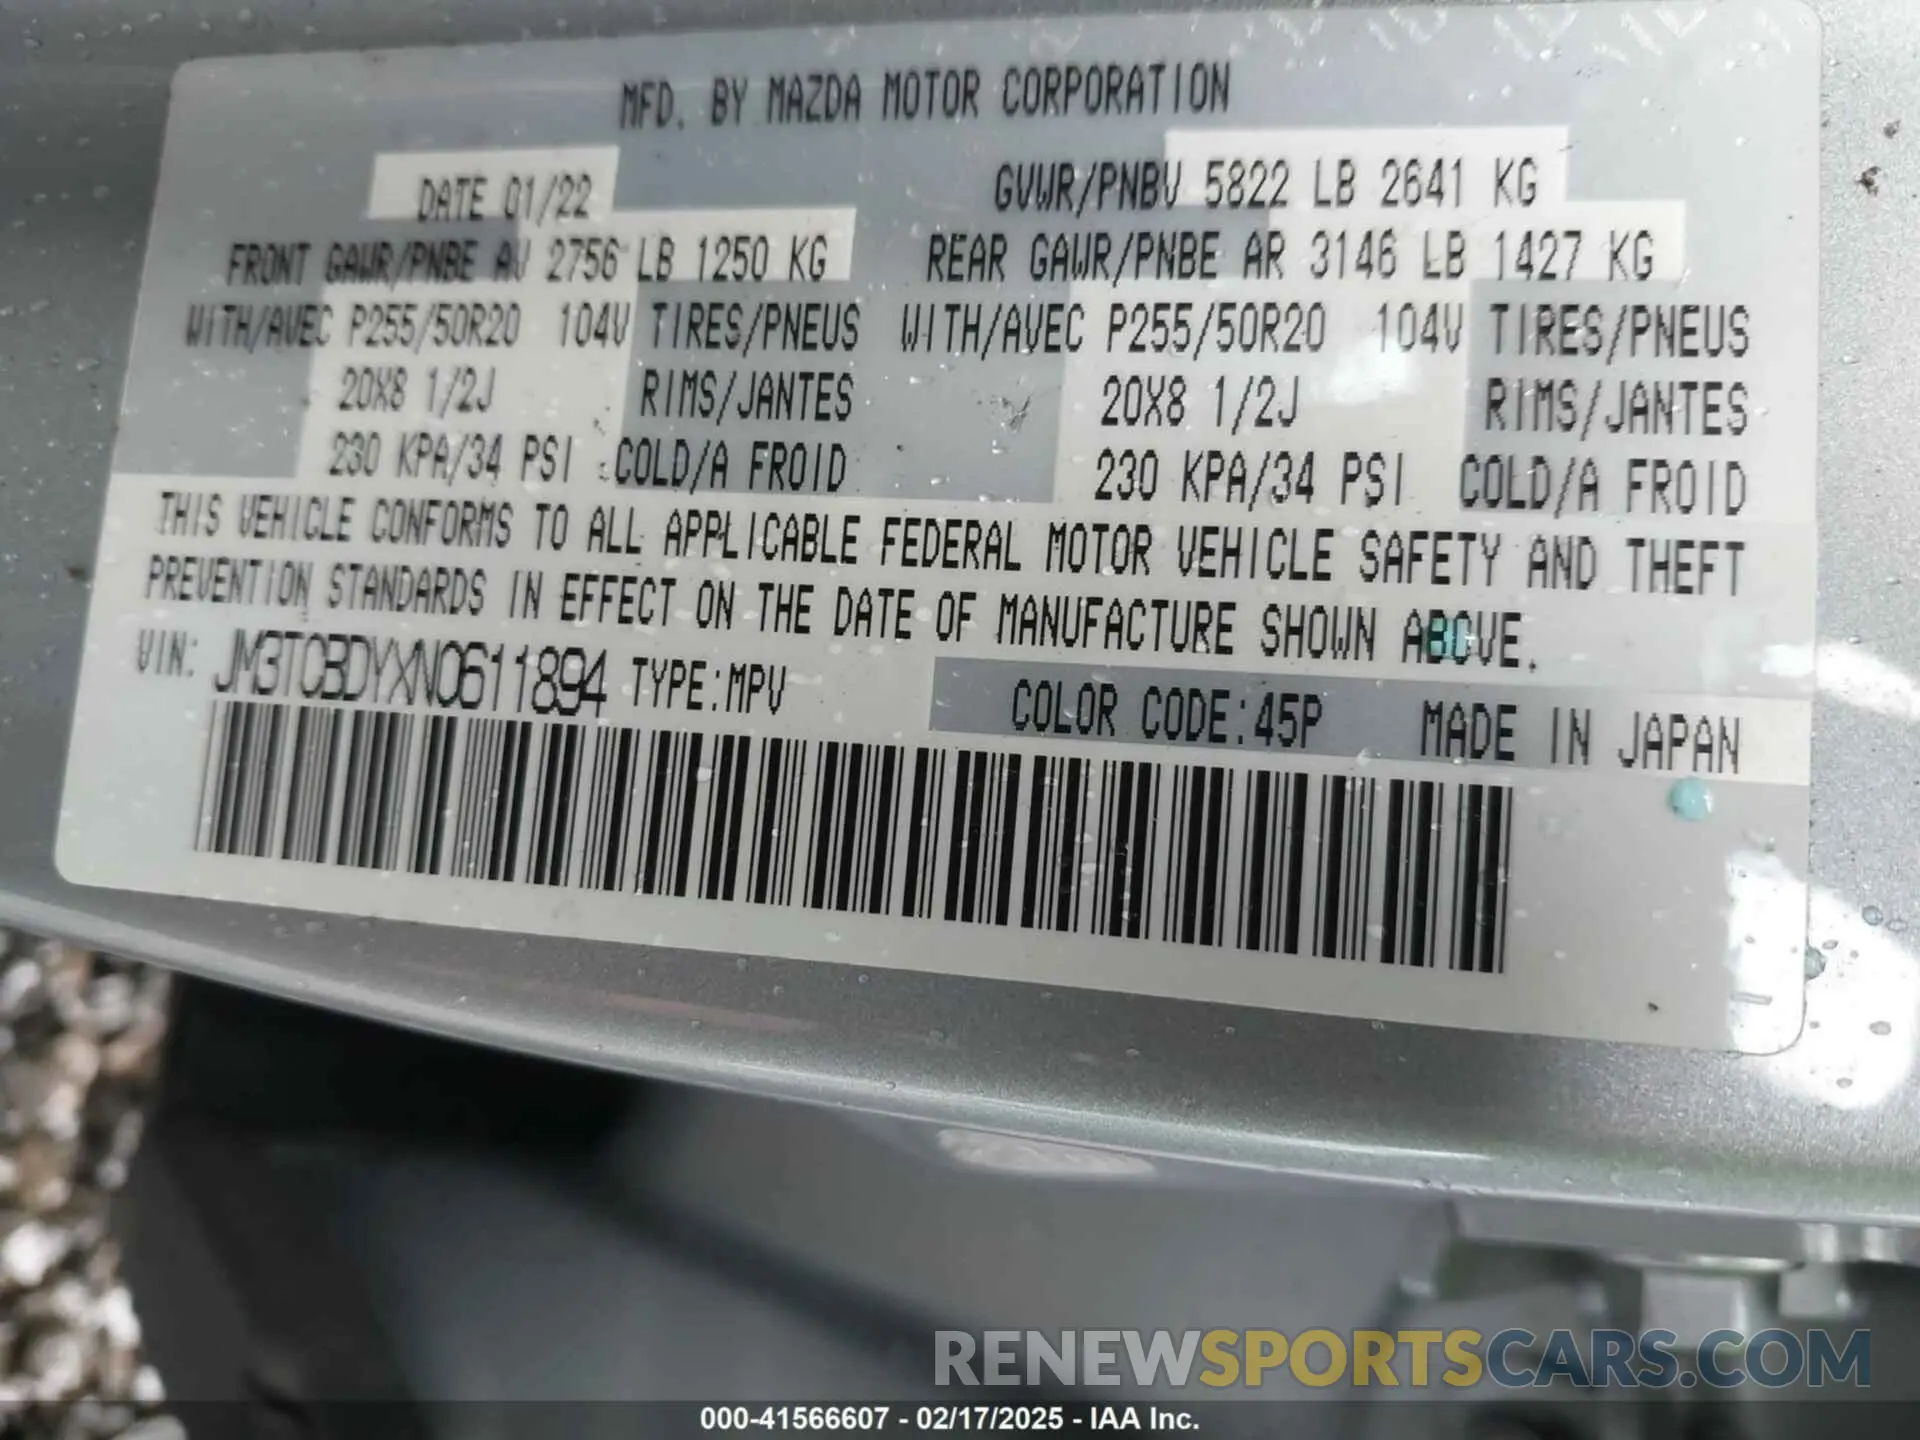 MFD. BY MAZDA MOTOR CORPORATION
DATE 01/22 GVWR/PNBV 5822 LB 2641 KG
FRONT GAWR/PNBE AV 2756 LB 1250 KG REAR GAWR/PNBE AR 3146 LB 1427 KG
WITH/AVEC P255/50R20 104V TIRES/PNEUS WITH/AVEC P255/50R20 104V TIRES/PNEUS
20X8 1/2J RIMS/JANTES 20X8 1/2J RIMS/JANTES
230 KPA/34 PSI COLD/A FROID 230 KPA/34 PSI COLD/A FROID
THIS VEHICLE CONFORMS TO ALL APPLICABLE FEDERAL MOTOR VEHICLE SAFETY AND THEFT
PREVENTION STANDARDS IN EFFECT ON THE DATE OF MANUFACTURE SHOWN ABOVE.
VIN: JM3TCBDYXN0611894 TYPE:MPV COLOR CODE:45P MADE IN JAPAN
RENEWSPORTSCARS.COM
000-41566607 - 02/17/2025 - IAA Inc.